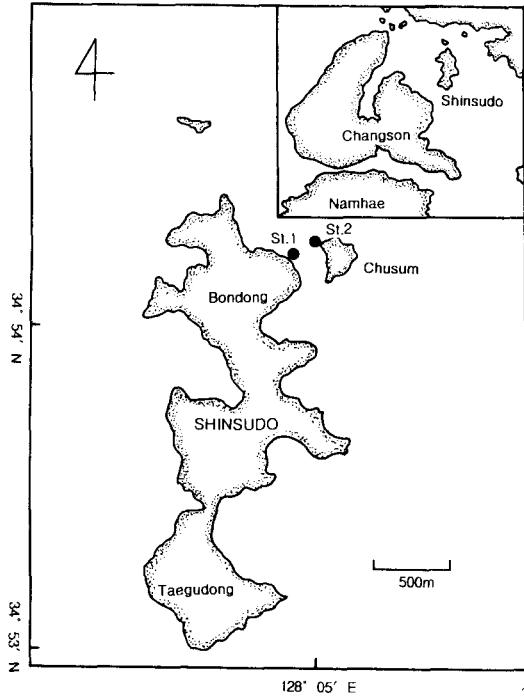 4
Shinsudo
Changson
Namhae
St.1
St.2
Chusum
Bondong
34° 54' N
SHINSUDO
Taegudong
500m
34° 53' N
128° 05' E